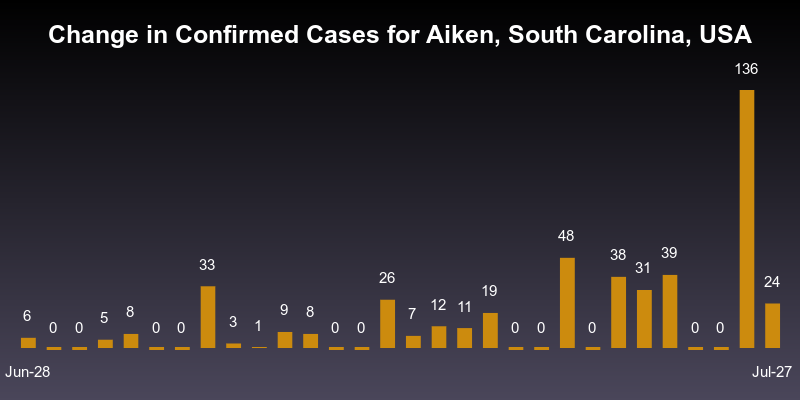 Change in Confirmed Cases for Aiken, South Carolina, USA
6 0 0 5 8 0 0 33 3 1 9 8 0 0 26 7 12 11 19 0 0 48 0 38 31 39 0 0 136 24
Jun-28 Jul-27